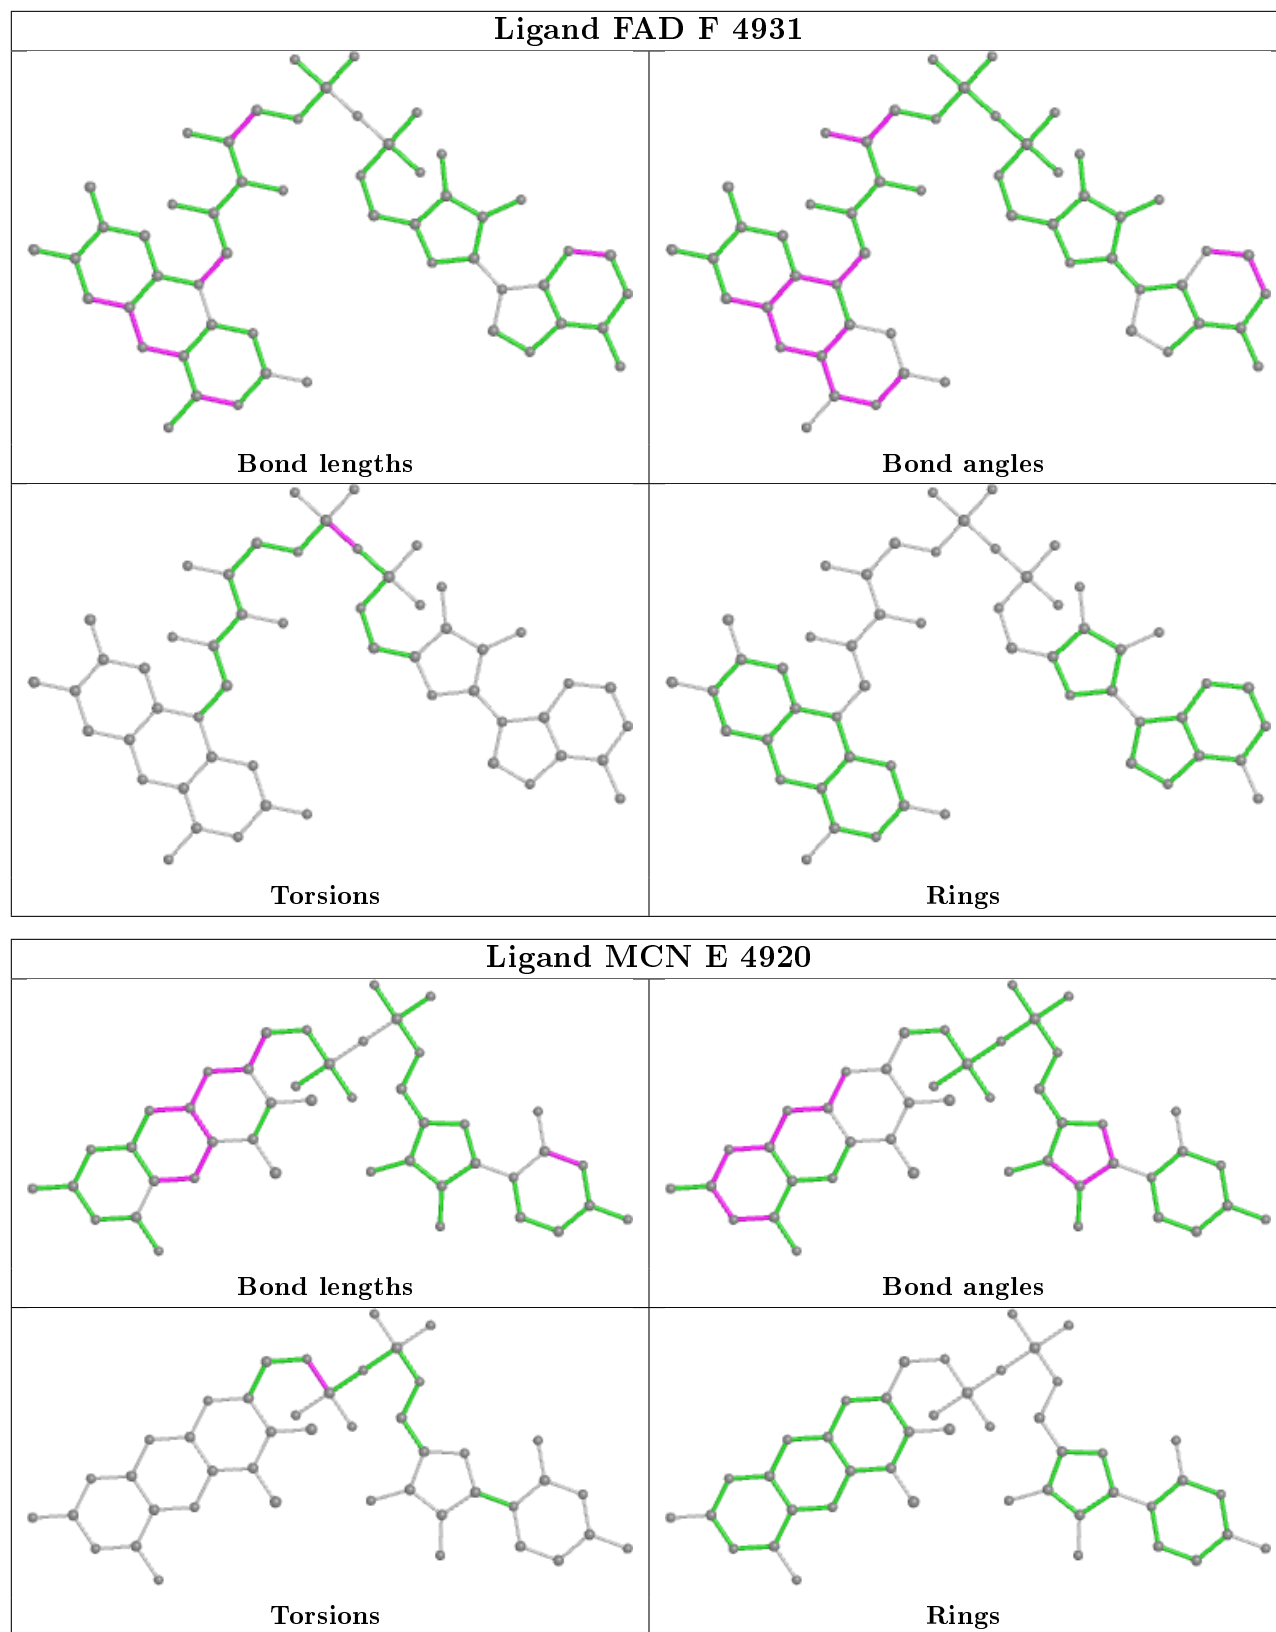 Ligand FAD F 4931
Bond lengths
Bond angles
Torsions
Rings
Ligand MCN E 4920
Bond lengths
Bond angles
Torsions
Rings